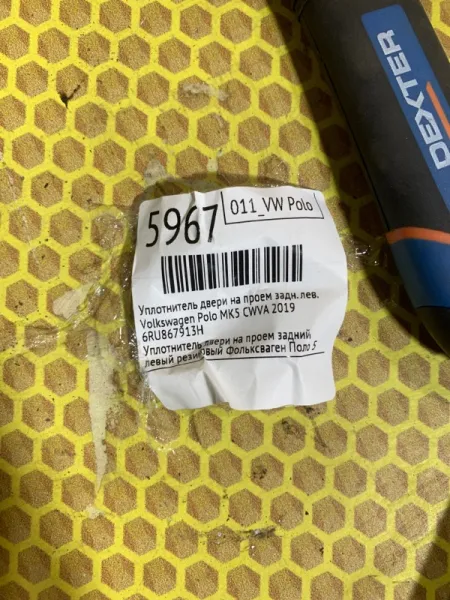 DEXTER
5967
011_VW Polo
Уплотнитель двери на проем задн.лев.
Volkswagen Polo MK5 CWVA 2019
6RU867913H
Уплотнитель двери на проем задний
левый резиновый Фольксваген Поло 5